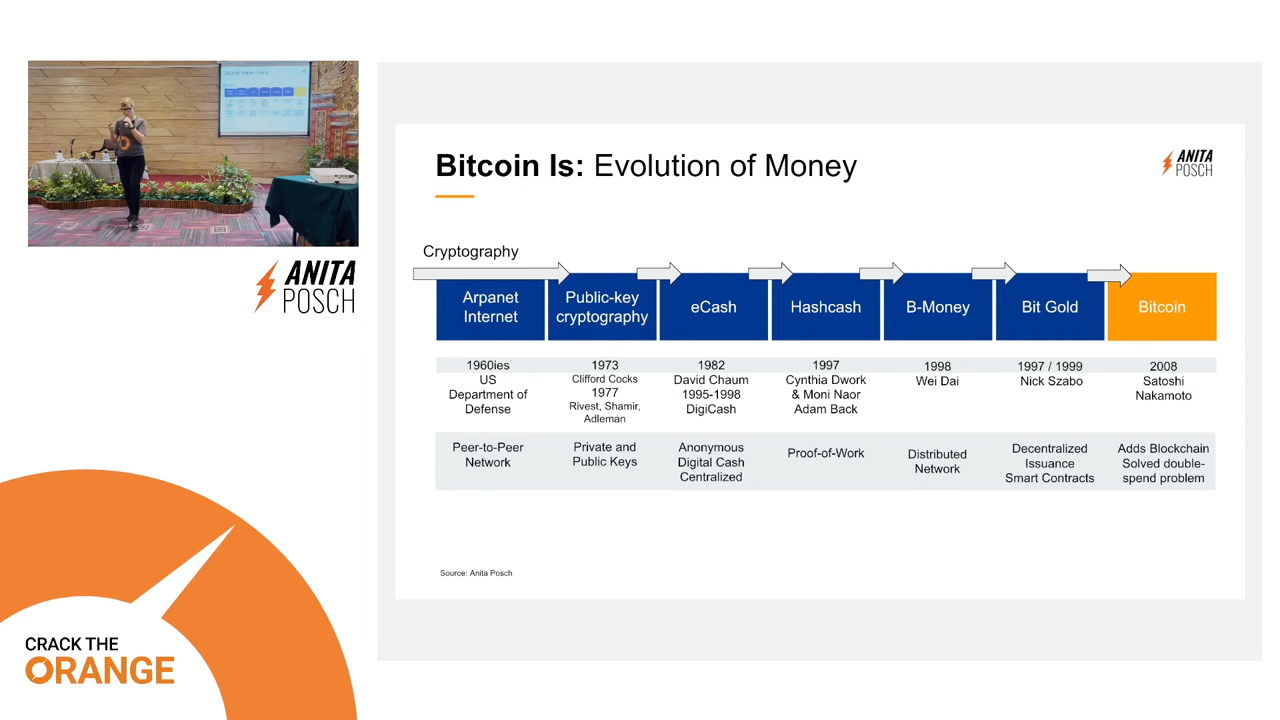 Bitcoin Is: Evolution of Money
ANITA
POSCH
Cryptography
Arpanet
Internet
Public-key
cryptography
eCash
Hashcash
B-Money
Bit Gold
Bitcoin
1960ies
US
Department of
Defense
1973
Clifford Cocks
1977
Rivest, Shamir,
Adleman
1982
David Chaum
1995-1998
DigiCash
1997
Cynthia Dwork
& Moni Naor
Adam Back
1998
Wei Dai
1997 / 1999
Nick Szabo
2008
Satoshi
Nakamoto
Peer-to-Peer
Network
Private and
Public Keys
Anonymous
Digital Cash
Centralized
Proof-of-Work
Distributed
Network
Decentralized
Issuance
Smart Contracts
Adds Blockchain
Solved double-
spend problem
Source: Anita Posch
ANITA
POSCH
CRACK THE
ORANGE